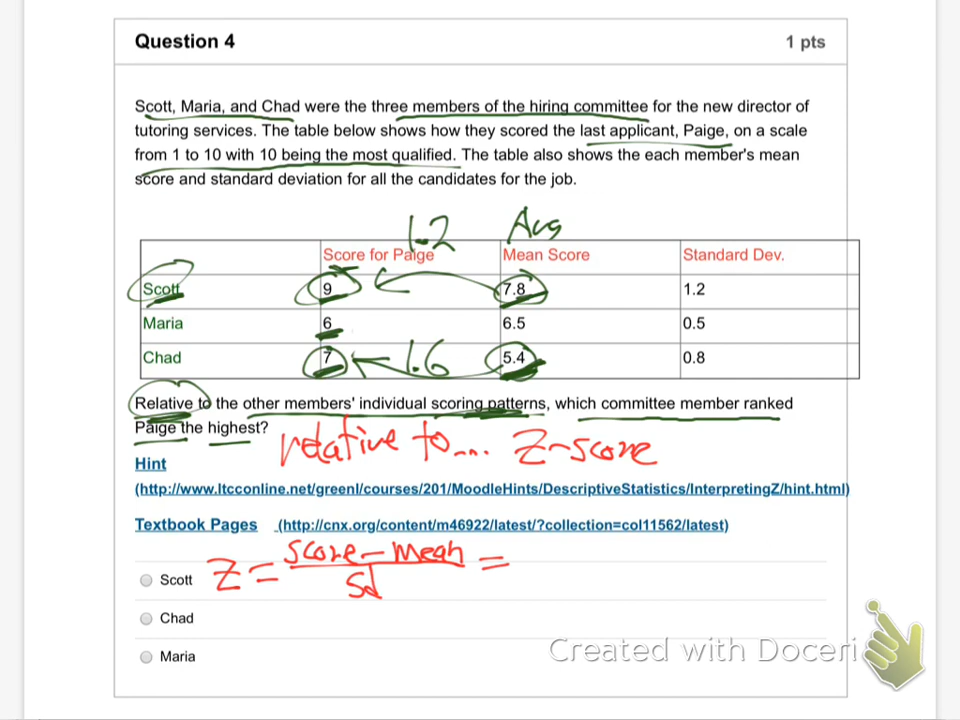 Question 4 1 pts
Scott, Maria, and Chad were the three members of the hiring committee for the new director of
tutoring services. The table below shows how they scored the last applicant, Paige, on a scale
from 1 to 10 with 10 being the most qualified. The table also shows the each member's mean
score and standard deviation for all the candidates for the job.
1.2 Avg
Score for Paige Mean Score Standard Dev.
Scott 9 7.8 1.2
Maria 6 6.5 0.5
Chad 7 1.6 5.4 0.8
Relative to the other members' individual scoring patterns, which committee member ranked
Paige the highest?
relative to... Z-score
Hint
(http://www.ltcconline.net/greenl/courses/201/MoodleHints/DescriptiveStatistics/InterpretingZ/hint.html)
Textbook Pages (http://cnx.org/content/m46922/latest/?collection=col11562/latest)
Z = score - mean / sd =
Scott
Chad
Maria
Created with Doceri